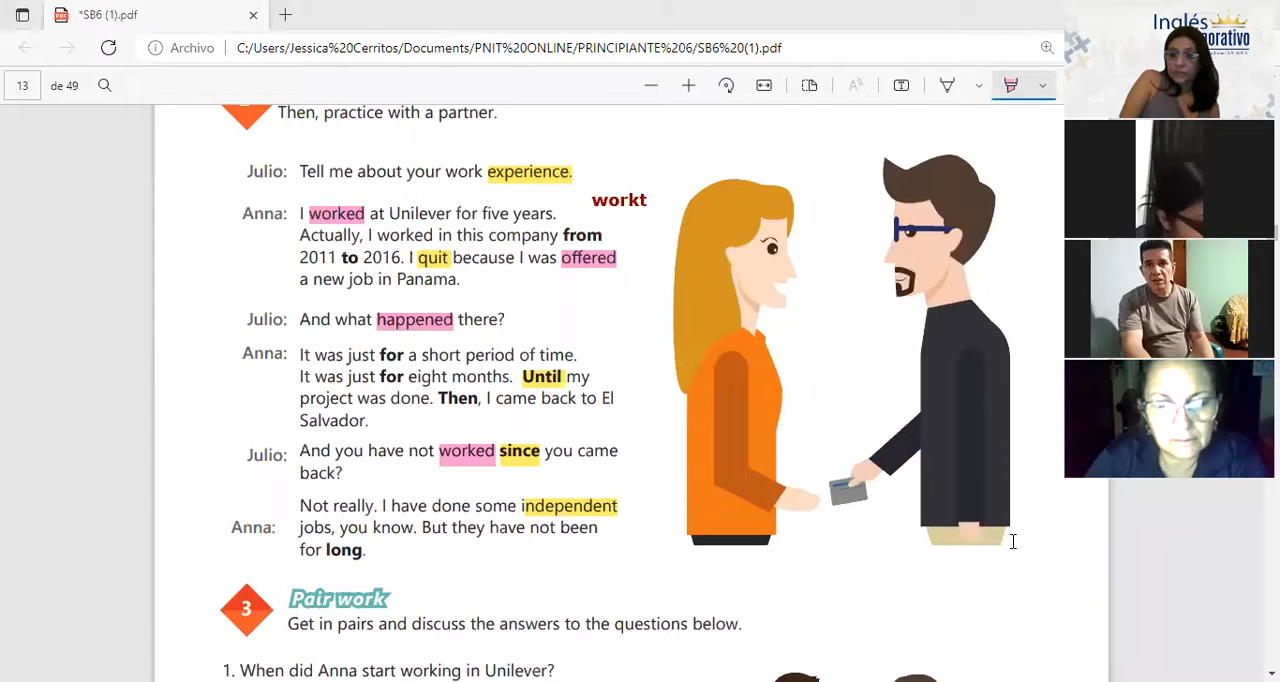 *SB6 (1).pdf
Archivo
C:/Users/Jessica%20Cerritos/Documents/PNIT%20ONLINE/PRINCIPIANTE%206/SB6%20(1).pdf
13 de 49
Then, practice with a partner.
Julio: Tell me about your work experience.
workt
Anna: I worked at Unilever for five years.
Actually, I worked in this company from
2011 to 2016. I quit because I was offered
a new job in Panama.
Julio: And what happened there?
Anna: It was just for a short period of time.
It was just for eight months. Until my
project was done. Then, I came back to El
Salvador.
Julio: And you have not worked since you came
back?
Anna: Not really. I have done some independent
jobs, you know. But they have not been
for long.
3 Pair work
Get in pairs and discuss the answers to the questions below.
1. When did Anna start working in Unilever?
Inglés